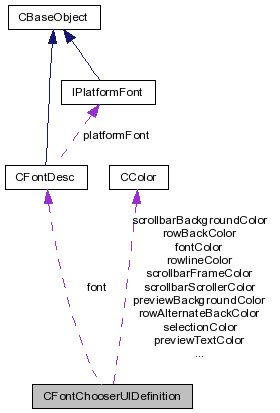 CBaseObject
IPlatformFont
platformFont
CFontDesc
CColor
scrollbarBackgroundColor
rowBackColor
fontColor
rowlineColor
scrollbarFrameColor
font
scrollbarScrollerColor
previewBackgroundColor
rowAlternateBackColor
selectionColor
previewTextColor
...
CFontChooserUIDefinition